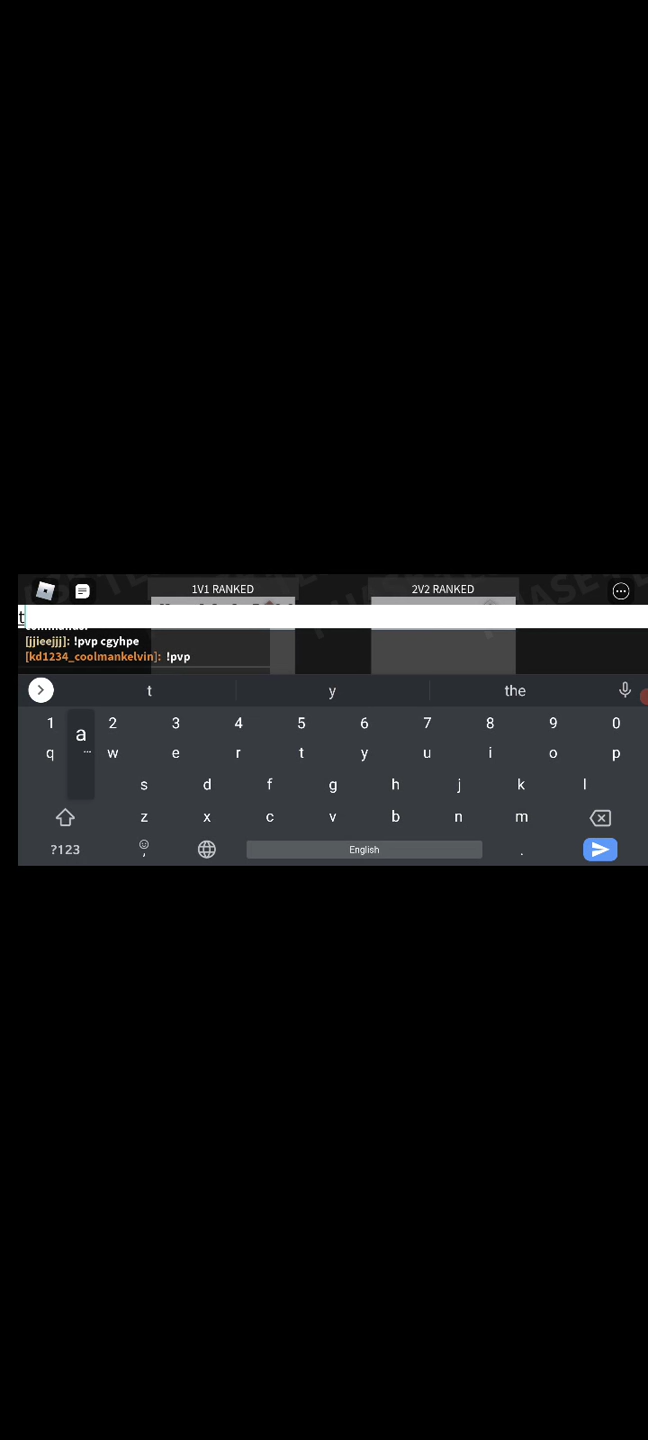 1V1 RANKED
2V2 RANKED
t
[jjieejjj]: !pvp cgyhpe
[kd1234_coolmankelvin]: !pvp
t
y
the
1 2 3 4 5 6 7 8 9 0
q w e r t y u i o p
a s d f g h j k l
z x c v b n m
?123
,
English
.